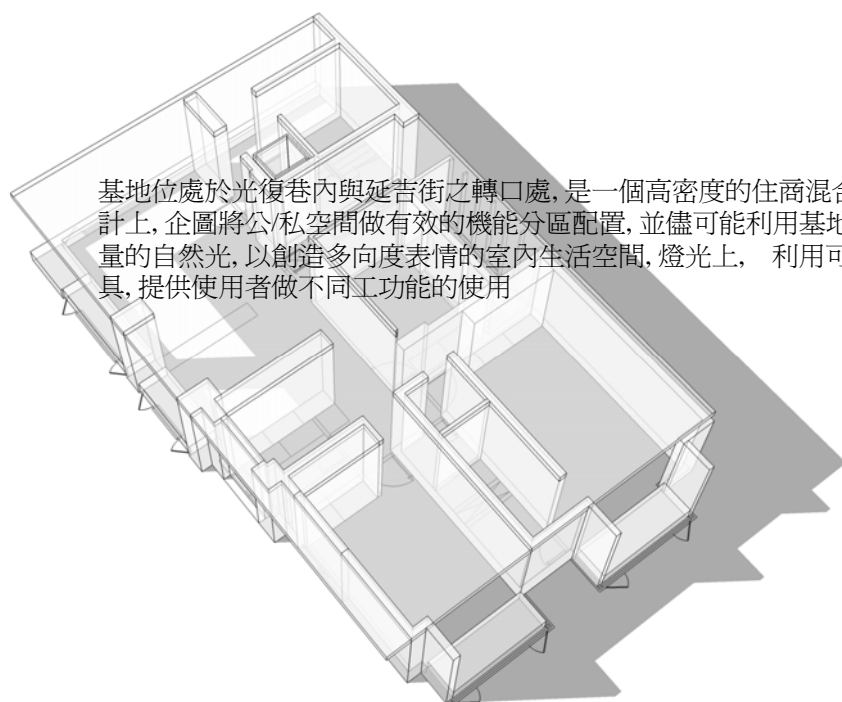 基地位處於光復巷內與延吉街之轉口處, 是一個高密度的住商混合
計上, 企圖將公/私空間做有效的機能分區配置, 並儘可能利用基地
量的自然光, 以創造多向度表情的室內生活空間, 燈光上,　利用可
具, 提供使用者做不同工功能的使用